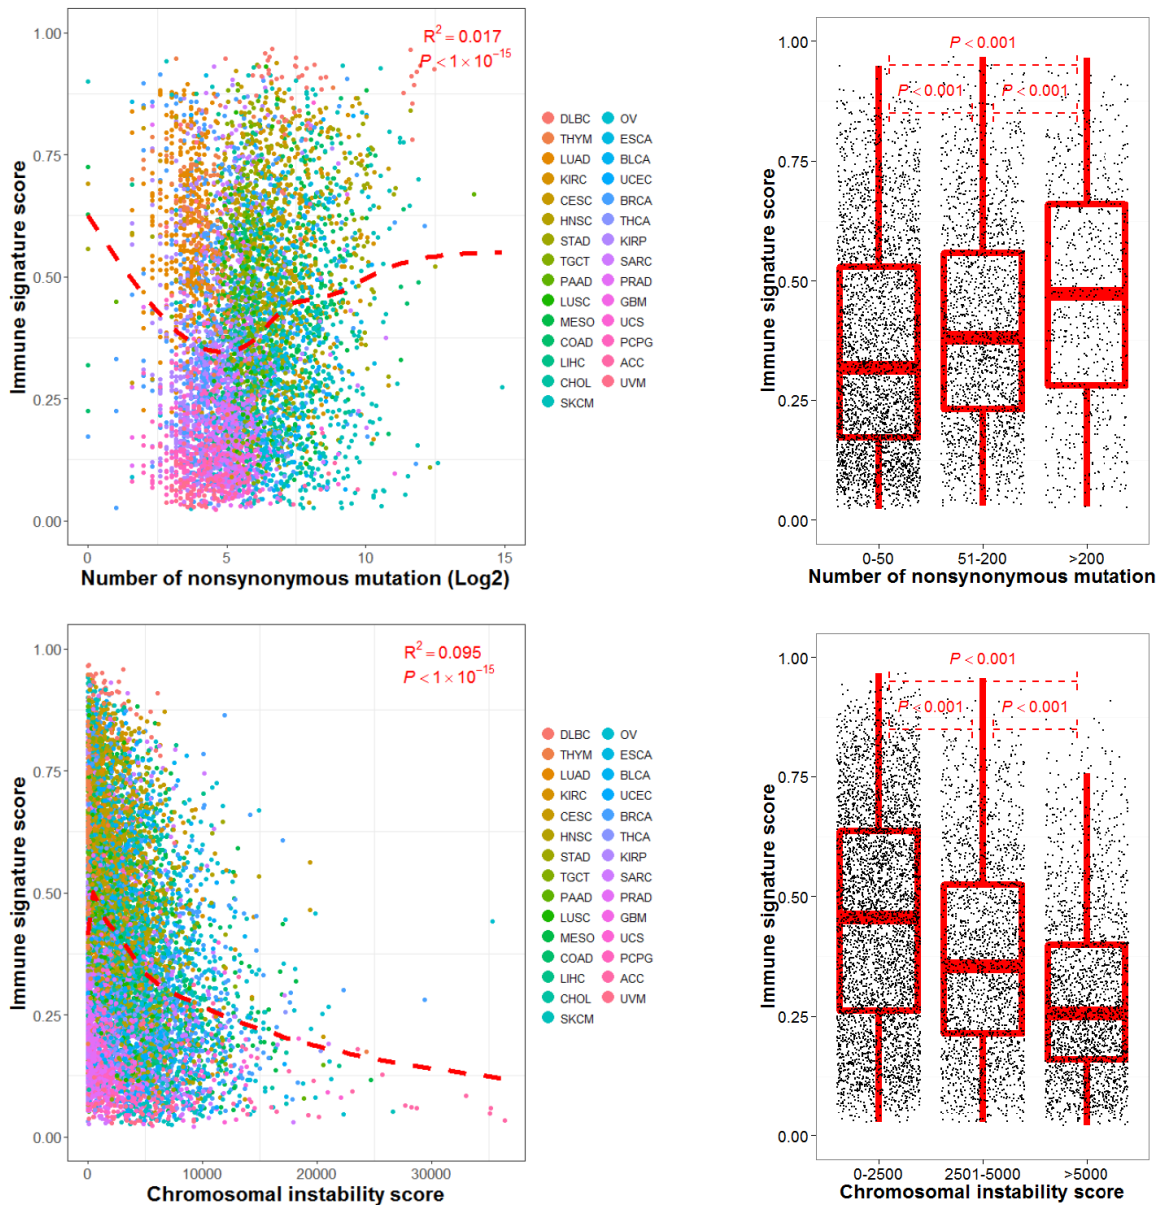 R² = 0.017
P < 1 × 10⁻¹⁵
1.00
0.75
0.50
0.25
0.00
Immune signature score
0 5 10 15
Number of nonsynonymous mutation (Log2)
DLBC OV
THYM ESCA
LUAD BLCA
KIRC UCEC
CESC BRCA
HNSC THCA
STAD KIRP
TGCT SARC
PAAD PRAD
LUSC GBM
MESO UCS
COAD PCPG
LIHC ACC
CHOL UVM
SKCM
P < 0.001
P < 0.001 P < 0.001
1.00
0.75
0.50
0.25
0.00
Immune signature score
0-50 51-200 >200
Number of nonsynonymous mutation
R² = 0.095
P < 1 × 10⁻¹⁵
1.00
0.75
0.50
0.25
0.00
Immune signature score
0 10000 20000 30000
Chromosomal instability score
DLBC OV
THYM ESCA
LUAD BLCA
KIRC UCEC
CESC BRCA
HNSC THCA
STAD KIRP
TGCT SARC
PAAD PRAD
LUSC GBM
MESO UCS
COAD PCPG
LIHC ACC
CHOL UVM
SKCM
P < 0.001
P < 0.001 P < 0.001
1.00
0.75
0.50
0.25
0.00
Immune signature score
0-2500 2501-5000 >5000
Chromosomal instability score